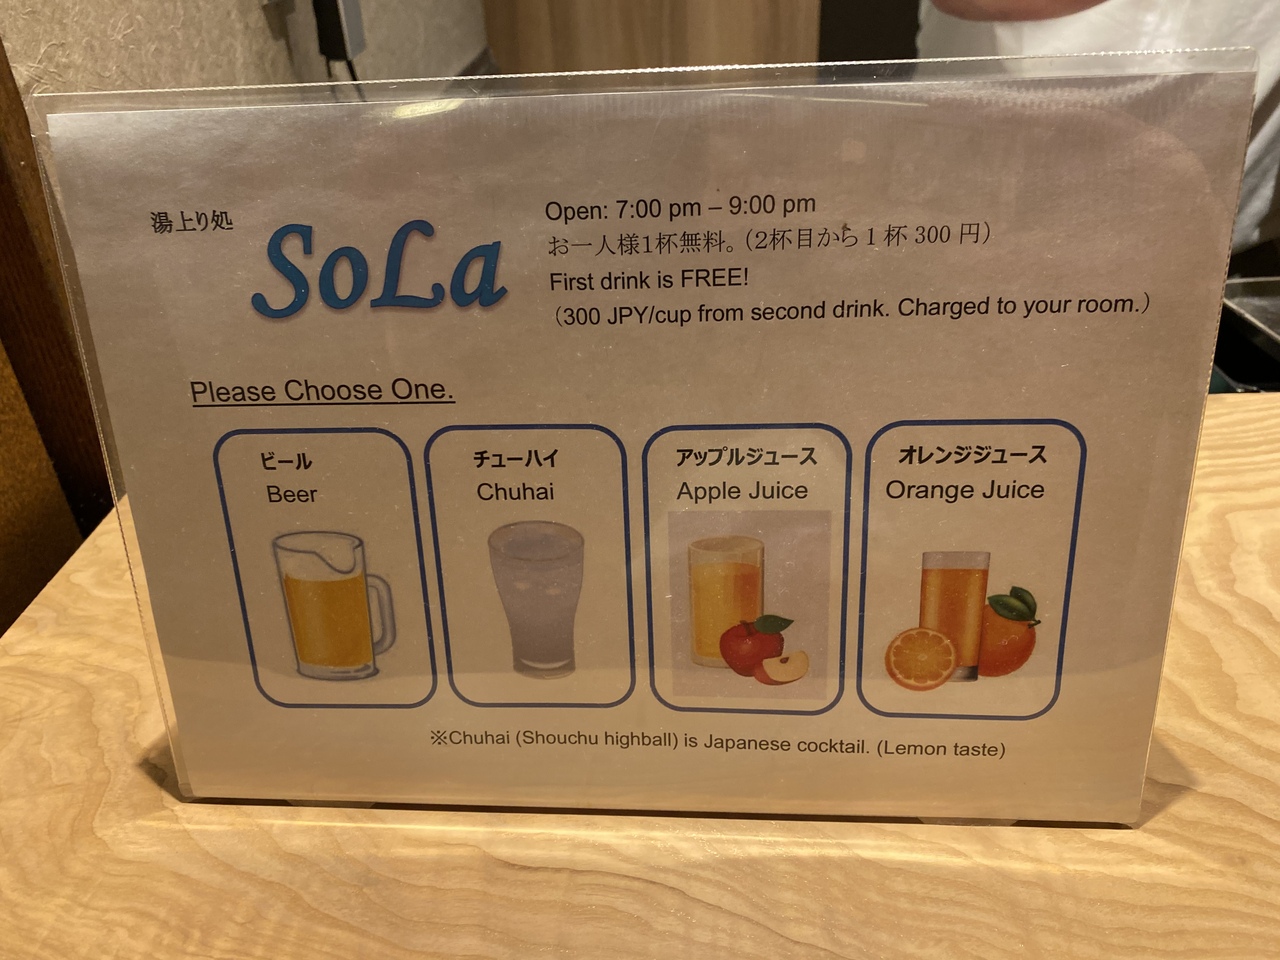 湯上り処
SoLa
Open: 7:00 pm – 9:00 pm
お一人様1杯無料。（2杯目から1杯 300 円）
First drink is FREE!
（300 JPY/cup from second drink. Charged to your room.）
Please Choose One.
ビール
Beer
チューハイ
Chuhai
アップルジュース
Apple Juice
オレンジジュース
Orange Juice
※Chuhai (Shouchu highball) is Japanese cocktail. (Lemon taste)